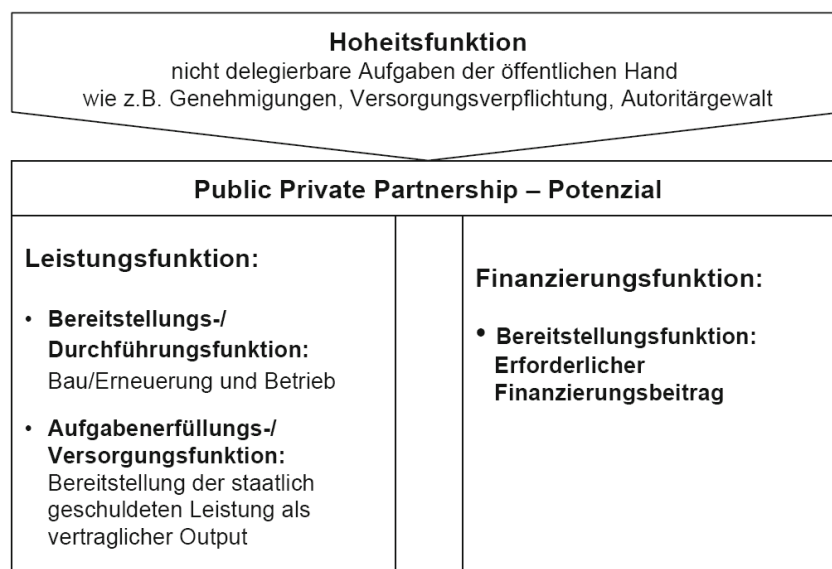 Hoheitsfunktion
nicht delegierbare Aufgaben der öffentlichen Hand
wie z.B. Genehmigungen, Versorgungsverpflichtung, Autoritärgewalt
Public Private Partnership – Potenzial
Leistungsfunktion:
• Bereitstellungs-/
Durchführungsfunktion:
Bau/Erneuerung und Betrieb
• Aufgabenerfüllungs-/
Versorgungsfunktion:
Bereitstellung der staatlich
geschuldeten Leistung als
vertraglicher Output
Finanzierungsfunktion:
• Bereitstellungsfunktion:
Erforderlicher
Finanzierungsbeitrag